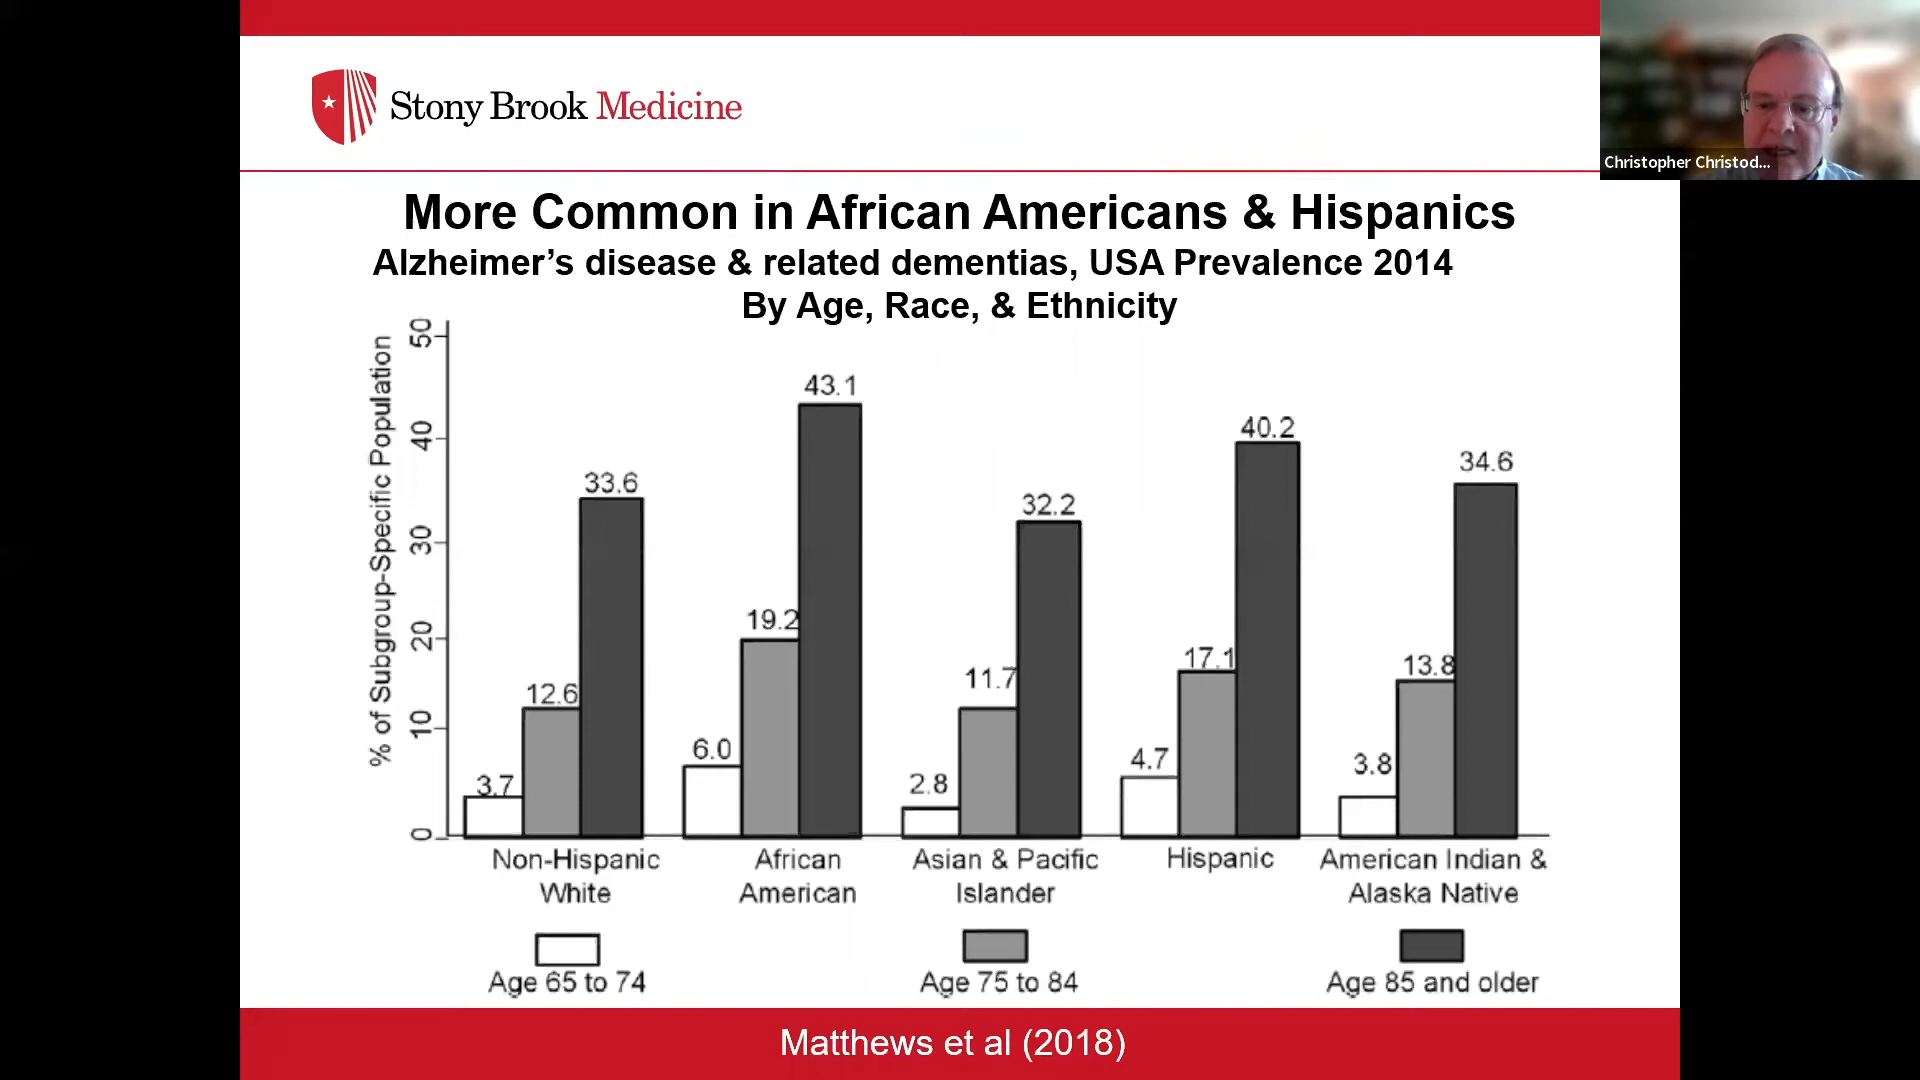 Stony Brook Medicine
Christopher Christod...
More Common in African Americans & Hispanics
Alzheimer's disease & related dementias, USA Prevalence 2014
By Age, Race, & Ethnicity
% of Subgroup-Specific Population
50
40
30
20
10
0
3.7
12.6
33.6
6.0
19.2
43.1
2.8
11.7
32.2
4.7
17.1
40.2
3.8
13.8
34.6
Non-Hispanic
White
African
American
Asian & Pacific
Islander
Hispanic
American Indian &
Alaska Native
Age 65 to 74
Age 75 to 84
Age 85 and older
Matthews et al (2018)